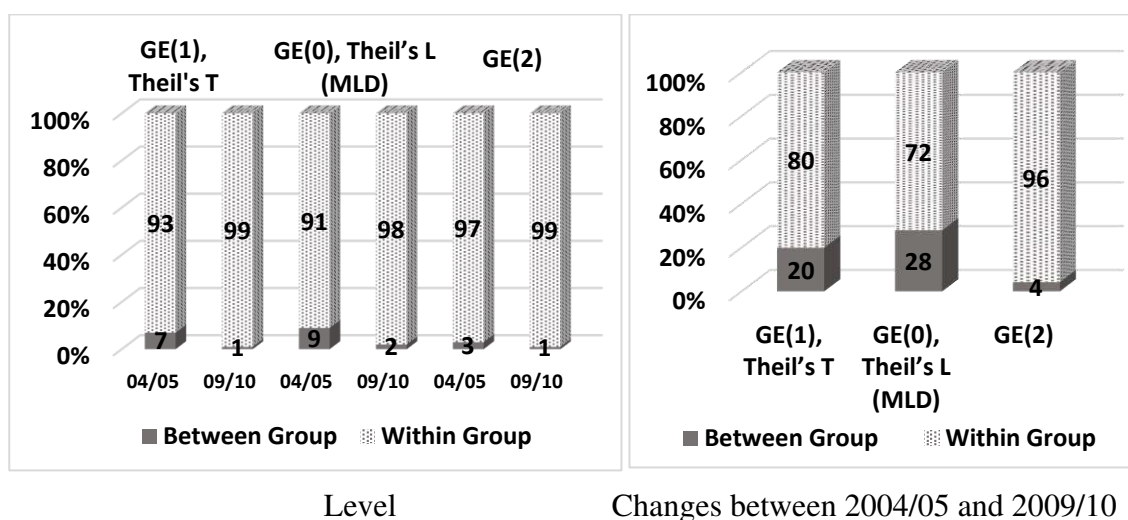 GE(1),
Theil's T
GE(0), Theil’s L
(MLD)
GE(2)
100%
80%
60%
40%
20%
0%
93
99
91
98
97
99
7
1
9
2
3
1
04/05
09/10
04/05
09/10
04/05
09/10
Between Group
Within Group
Level
100%
80%
60%
40%
20%
0%
80
72
96
20
28
4
GE(1),
Theil’s T
GE(0),
Theil’s L
(MLD)
GE(2)
Between Group
Within Group
Changes between 2004/05 and 2009/10